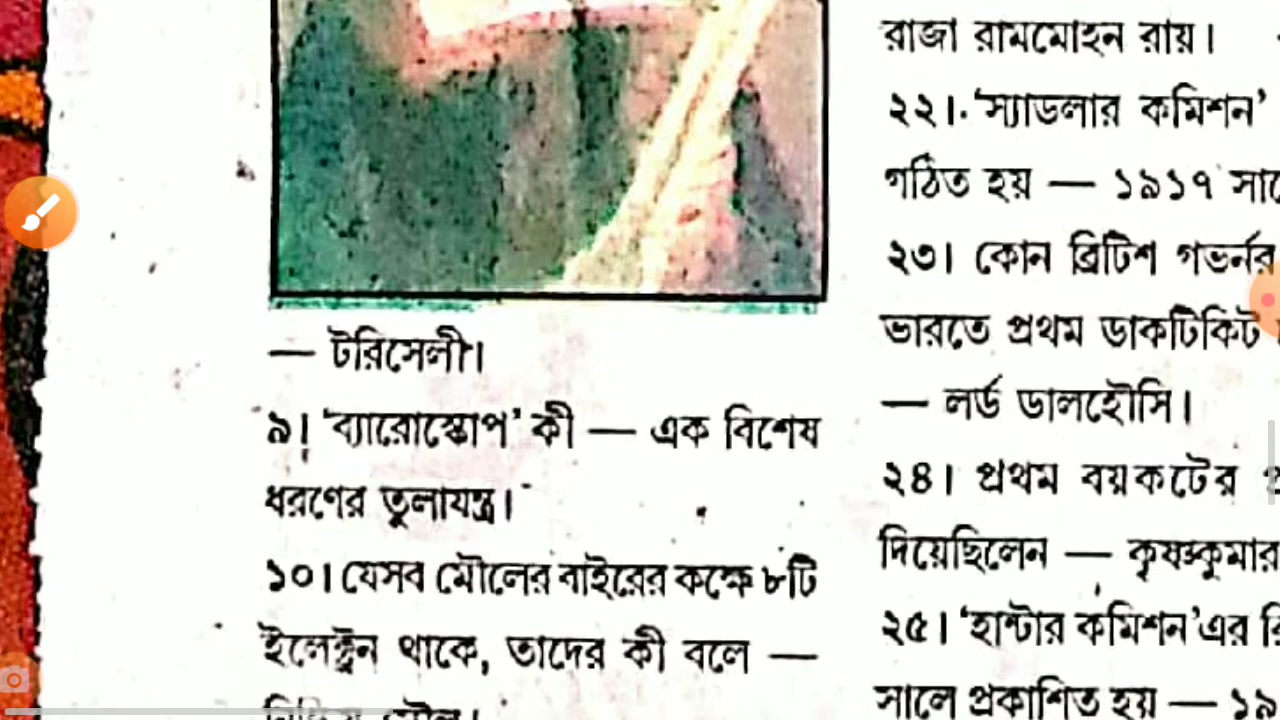 — টরিসেলী।
৯। ‘ব্যারোস্কোপ’ কী — এক বিশেষ
ধরণের তুলাযন্ত্র।
১০। যেসব মৌলের বাইরের কক্ষে ৮টি
ইলেক্ট্রন থাকে, তাদের কী বলে —
রাজা রামমোহন রায়।
২২। ‘স্যাডলার কমিশন’
গঠিত হয় — ১৯১৭
২৩। কোন ব্রিটিশ গভর্নর
ভারতে প্রথম ডাকটিকিট
— লর্ড ডালহৌসি।
২৪। প্রথম বয়কটের
দিয়েছিলেন — কৃষ্ণকুমার
২৫। ‘হান্টার কমিশন’এর
সালে প্রকাশিত হয় —